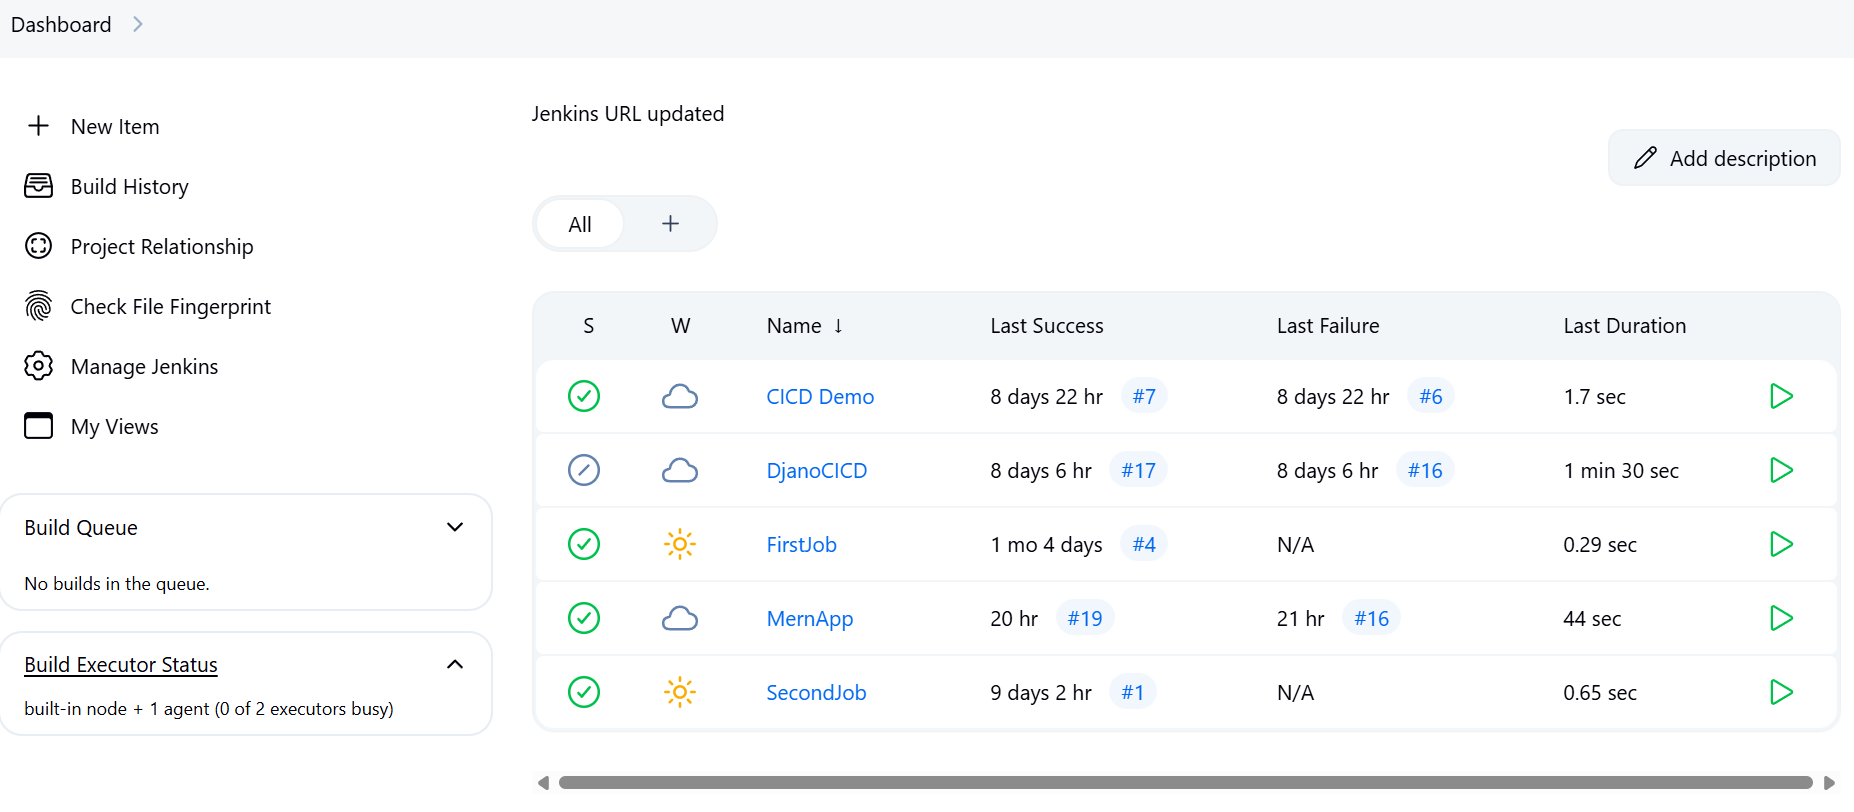 Dashboard
New Item
Build History
Project Relationship
Check File Fingerprint
Manage Jenkins
My Views
Build Queue
No builds in the queue.
Build Executor Status
built-in node + 1 agent (0 of 2 executors busy)
Jenkins URL updated
Add description
All +
S W Name ↓ Last Success Last Failure Last Duration
CICD Demo 8 days 22 hr #7 8 days 22 hr #6 1.7 sec
DjanoCICD 8 days 6 hr #17 8 days 6 hr #16 1 min 30 sec
FirstJob 1 mo 4 days #4 N/A 0.29 sec
MernApp 20 hr #19 21 hr #16 44 sec
SecondJob 9 days 2 hr #1 N/A 0.65 sec